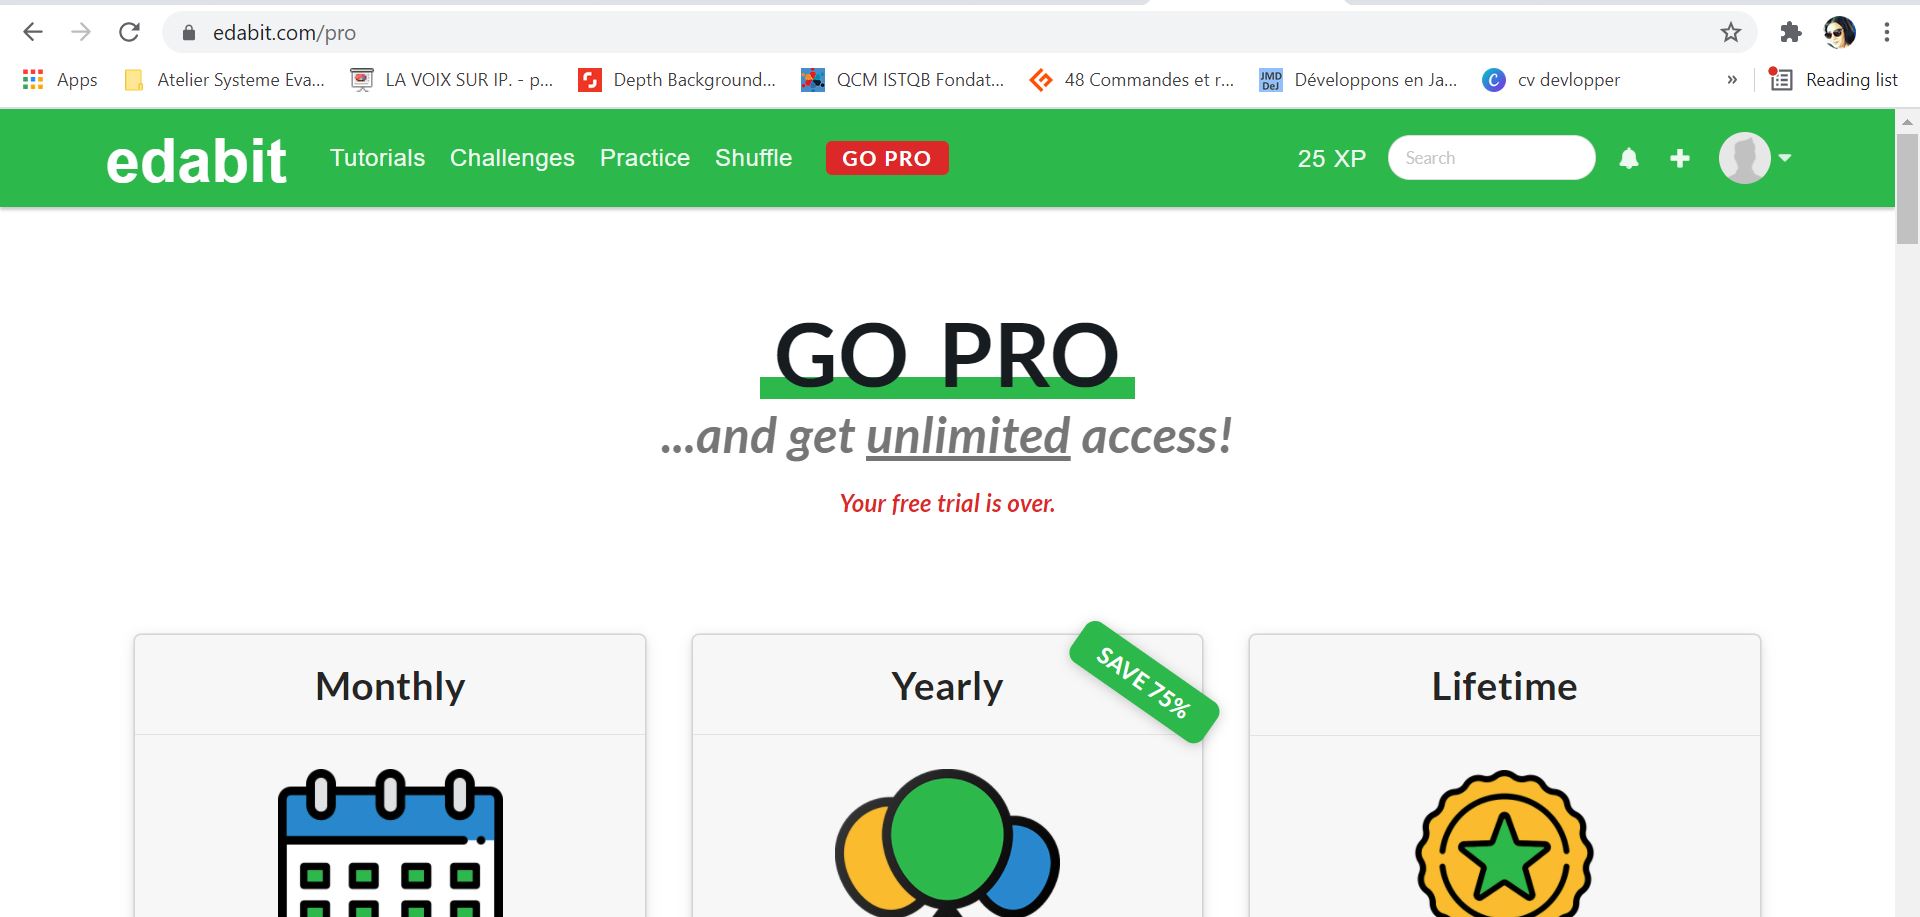 edabit.com/pro
Apps Atelier Systeme Eva... LA VOIX SUR IP. - p... Depth Background... QCM ISTQB Fondat... 48 Commandes et r... JMD DeJ Développons en Ja... cv devlopper » Reading list
edabit Tutorials Challenges Practice Shuffle GO PRO 25 XP Search
GO PRO
...and get unlimited access!
Your free trial is over.
SAVE 75%
Monthly Yearly Lifetime